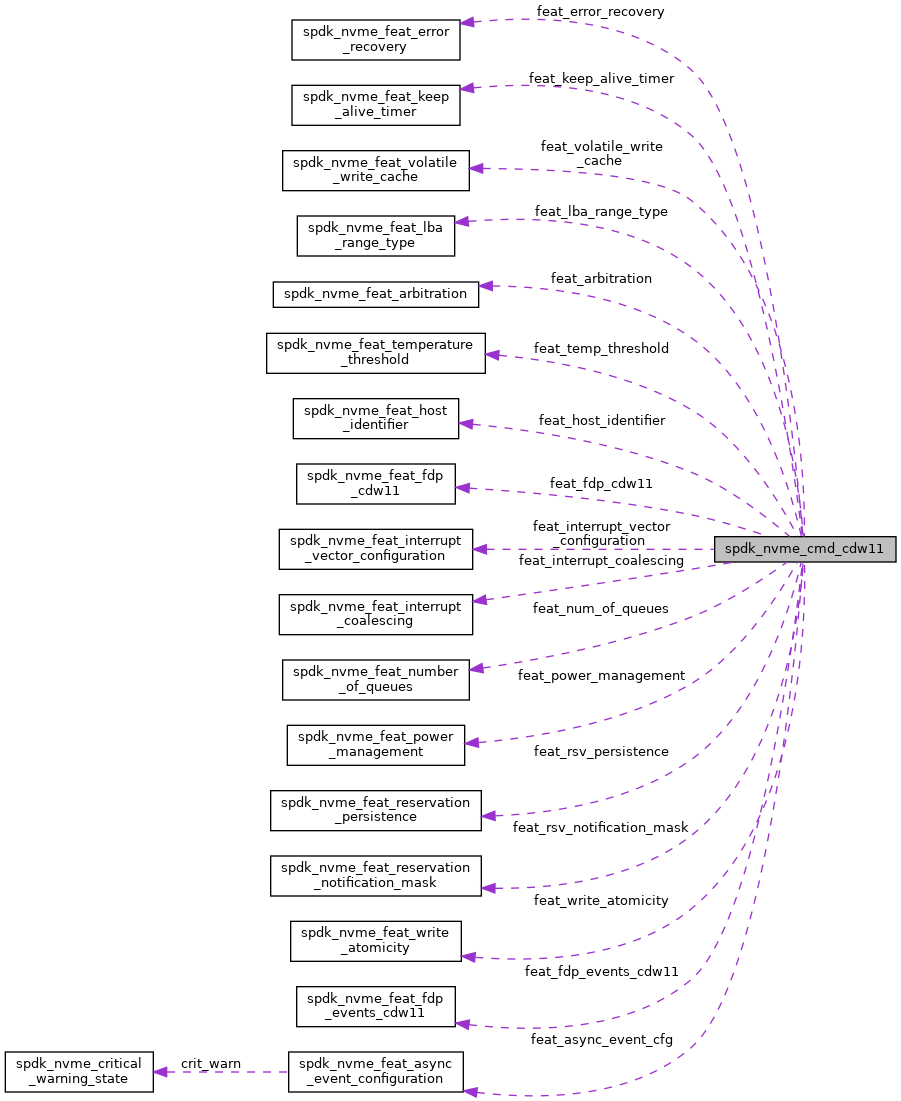 feat_error_recovery
spdk_nvme_feat_error
_recovery
feat_keep_alive_timer
spdk_nvme_feat_keep
_alive_timer
feat_volatile_write
_cache
spdk_nvme_feat_volatile
_write_cache
feat_lba_range_type
spdk_nvme_feat_lba
_range_type
feat_arbitration
spdk_nvme_feat_arbitration
feat_temp_threshold
spdk_nvme_feat_temperature
_threshold
feat_host_identifier
spdk_nvme_feat_host
_identifier
feat_fdp_cdw11
spdk_nvme_feat_fdp
_cdw11
feat_interrupt_vector
_configuration
spdk_nvme_feat_interrupt
_vector_configuration
spdk_nvme_cmd_cdw11
feat_interrupt_coalescing
spdk_nvme_feat_interrupt
_coalescing
feat_num_of_queues
spdk_nvme_feat_number
_of_queues
feat_power_management
spdk_nvme_feat_power
_management
feat_rsv_persistence
spdk_nvme_feat_reservation
_persistence
feat_rsv_notification_mask
spdk_nvme_feat_reservation
_notification_mask
feat_write_atomicity
spdk_nvme_feat_write
_atomicity
feat_fdp_events_cdw11
spdk_nvme_feat_fdp
_events_cdw11
feat_async_event_cfg
spdk_nvme_critical
_warning_state
crit_warn
spdk_nvme_feat_async
_event_configuration